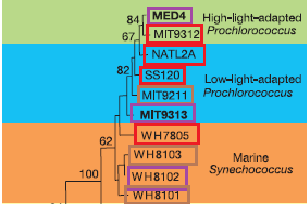 84
MED4
High-light-adapted
Prochlorococcus
67
MIT9312
NATL2A
82
SS120
Low-light-adapted
Prochlorococcus
MIT9211
MIT9313
62
WH7805
WH8103
Marine
Synechococcus
100
WH8102
WH8101